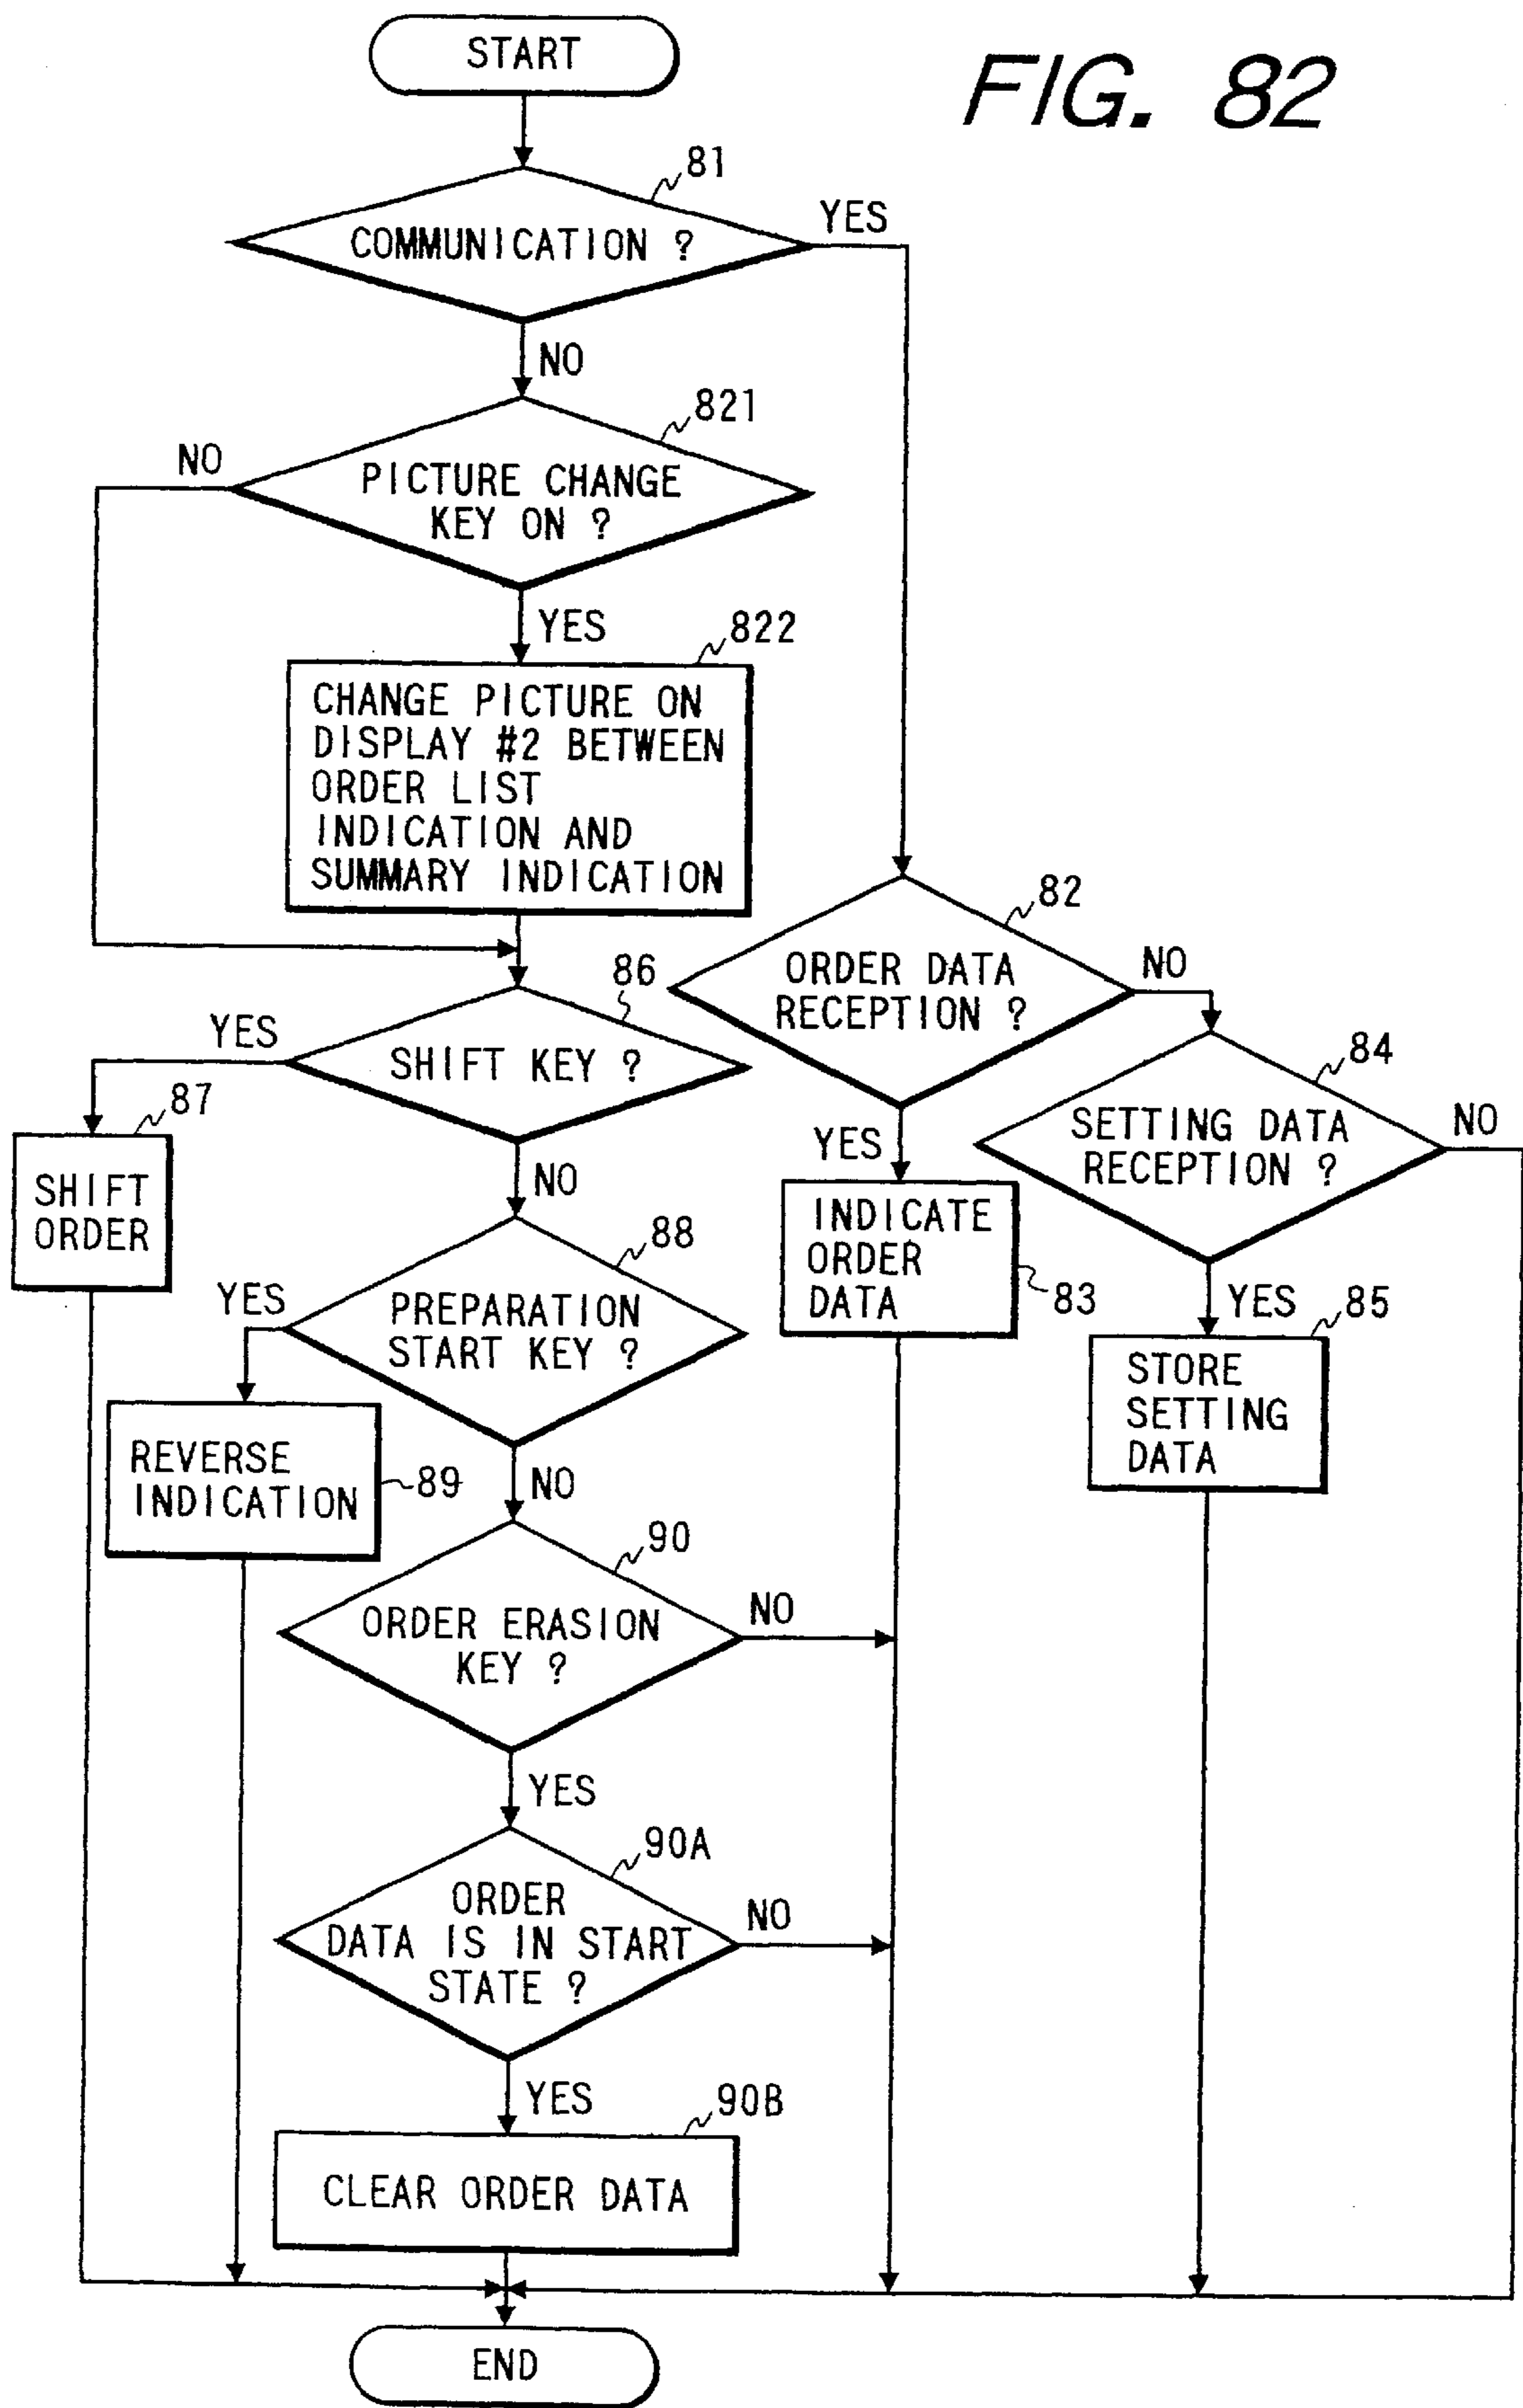 START
FIG. 82
81
COMMUNICATION ?
YES
NO
821
NO
PICTURE CHANGE
KEY ON ?
YES
822
CHANGE PICTURE ON
DISPLAY #2 BETWEEN
ORDER LIST
INDICATION AND
SUMMARY INDICATION
82
ORDER DATA
RECEPTION ?
NO
86
YES
SHIFT KEY ?
84
87
SETTING DATA
RECEPTION ?
NO
YES
SHIFT
ORDER
NO
INDICATE
ORDER
DATA
83
88
YES
PREPARATION
START KEY ?
YES
85
STORE
SETTING
DATA
REVERSE
INDICATION
89
NO
90
ORDER ERASION
KEY ?
NO
YES
90A
ORDER
DATA IS IN START
STATE ?
NO
YES
90B
CLEAR ORDER DATA
END